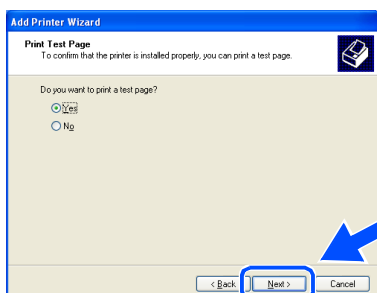 Add Printer Wizard
Print Test Page
To confirm that the printer is installed properly, you can print a test page.
Do you want to print a test page?
Yes
No
< Back Next > Cancel